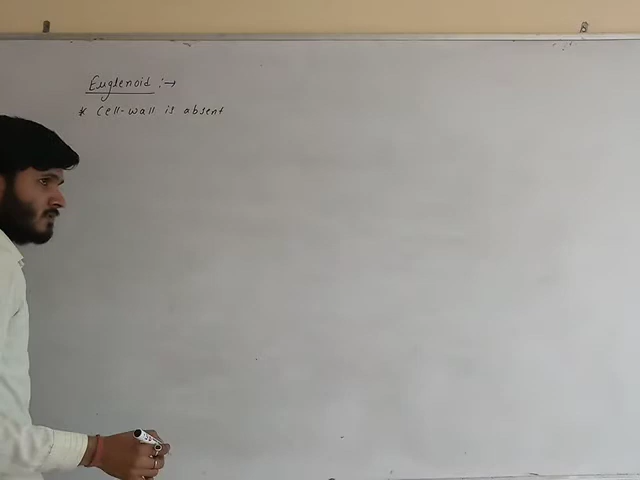 Euglenoid :→
* Cell-wall is absent